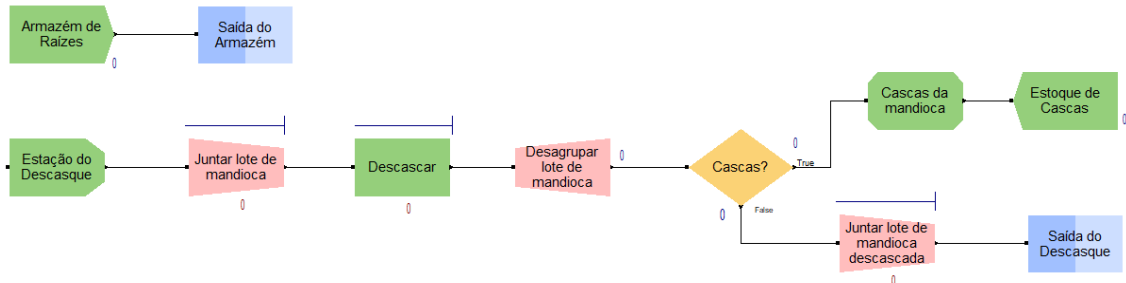 Armazém de
Raízes
0
Saída do
Armazém
Estação do
Descasque
Juntar lote de
mandioca
0
Descascar
0
Desagrupar
lote de
mandioca
0
Cascas?
0
True
0
False
Cascas da
mandioca
Estoque de
Cascas
0
Juntar lote de
mandioca
descascada
0
Saída do
Descasque